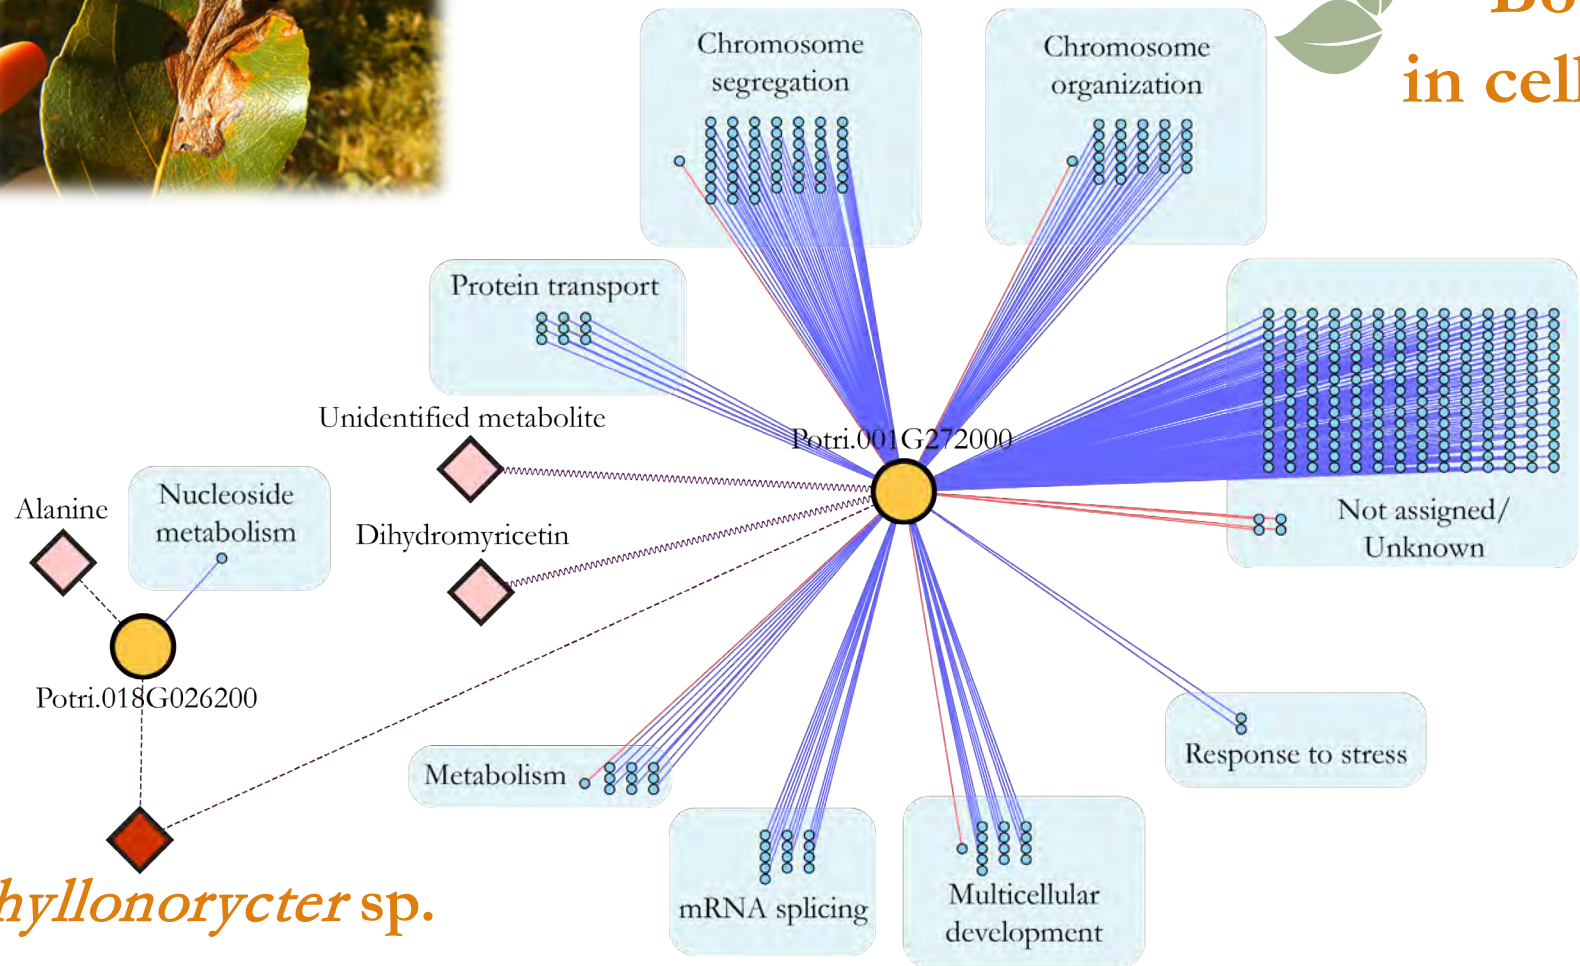 in cell
Chromosome
segregation
Chromosome
organization
Protein transport
Unidentified metabolite
Potri.001G272000
Alanine
Nucleoside
metabolism
Dihydromyricetin
Not assigned/
Unknown
Potri.018G026200
Metabolism
Response to stress
mRNA splicing
Multicellular
development
hyllonorycter sp.